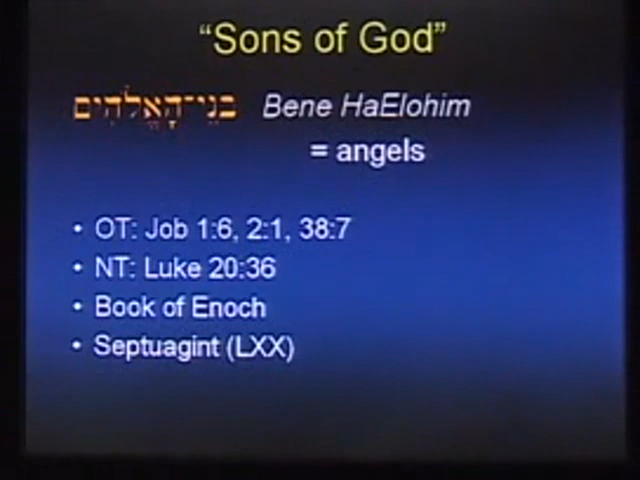 “Sons of God”
בְּנֵי־הָאֱלֹהִים Bene HaElohim
= angels
• OT: Job 1:6, 2:1, 38:7
• NT: Luke 20:36
• Book of Enoch
• Septuagint (LXX)